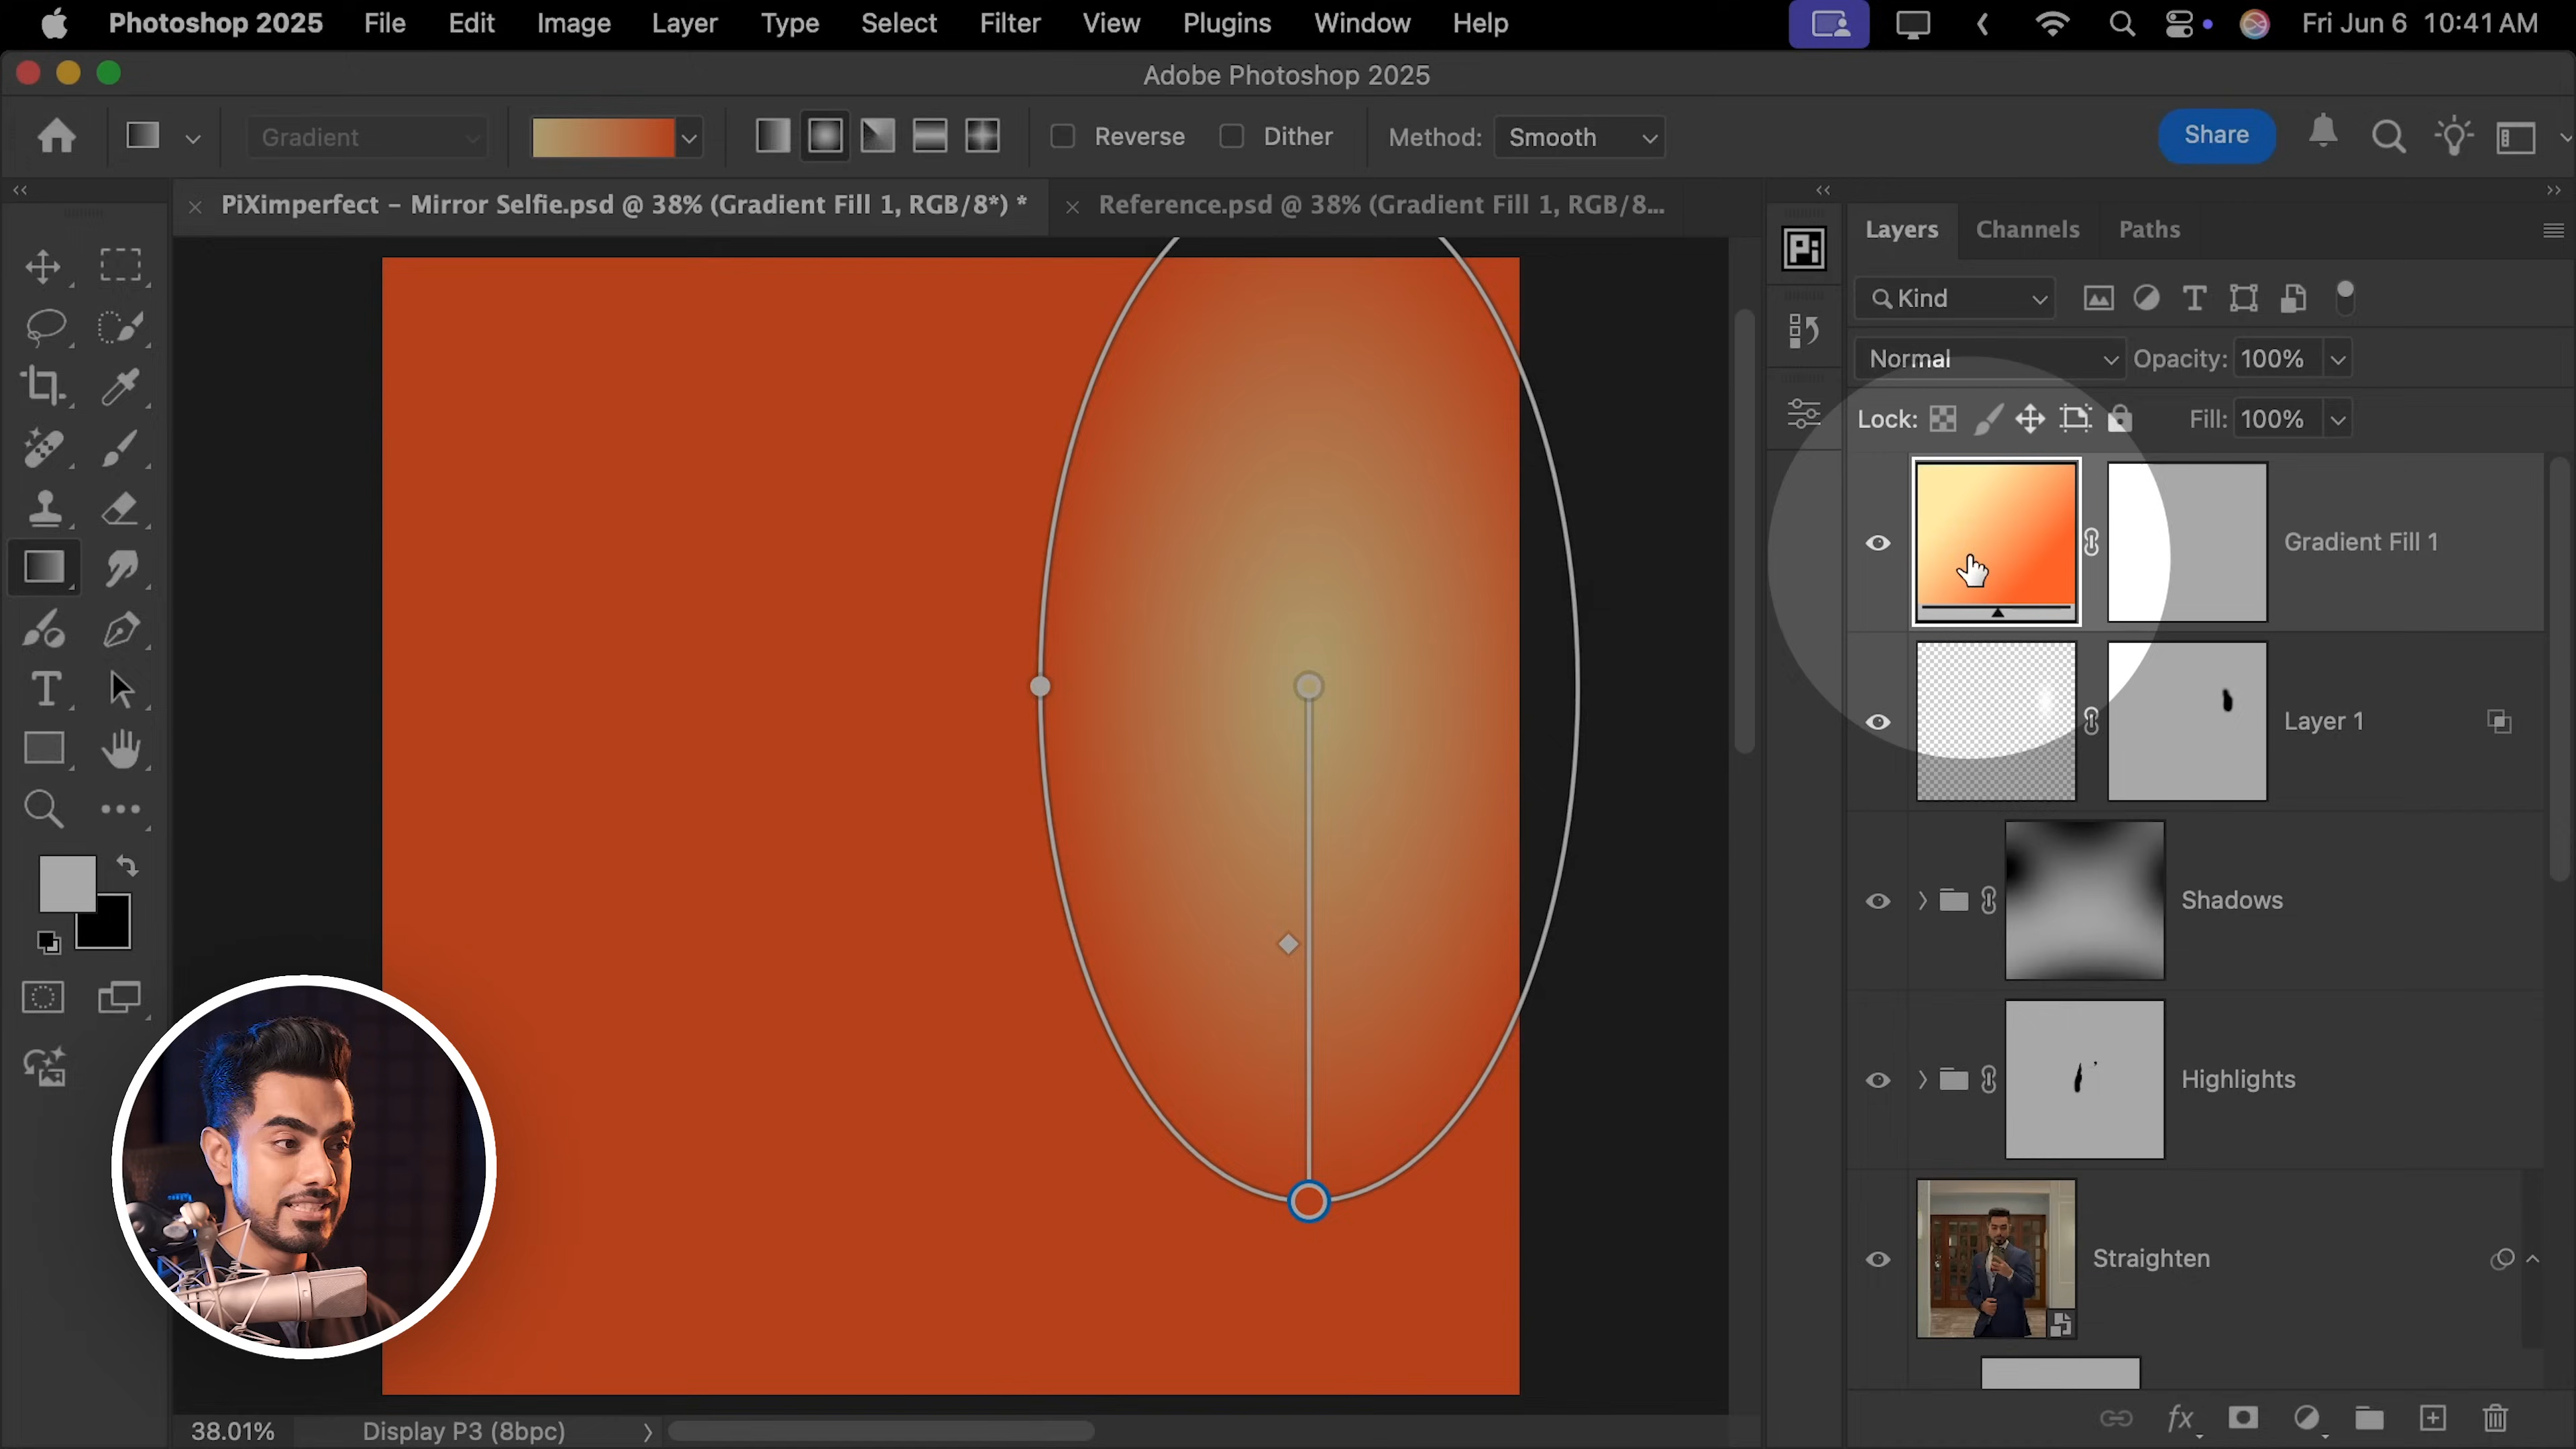 Photoshop 2025 File Edit Image Layer Type Select Filter View Plugins Window Help Fri Jun 6 10:41 AM
Adobe Photoshop 2025
Gradient Reverse Dither Method: Smooth Share
PiXimperfect – Mirror Selfie.psd @ 38% (Gradient Fill 1, RGB/8*) * Reference.psd @ 38% (Gradient Fill 1, RGB/8...
Layers Channels Paths
Pi
Kind
Normal Opacity: 100%
Lock: Fill: 100%
Gradient Fill 1
Layer 1
Shadows
Highlights
Straighten
fx
38.01% Display P3 (8bpc)